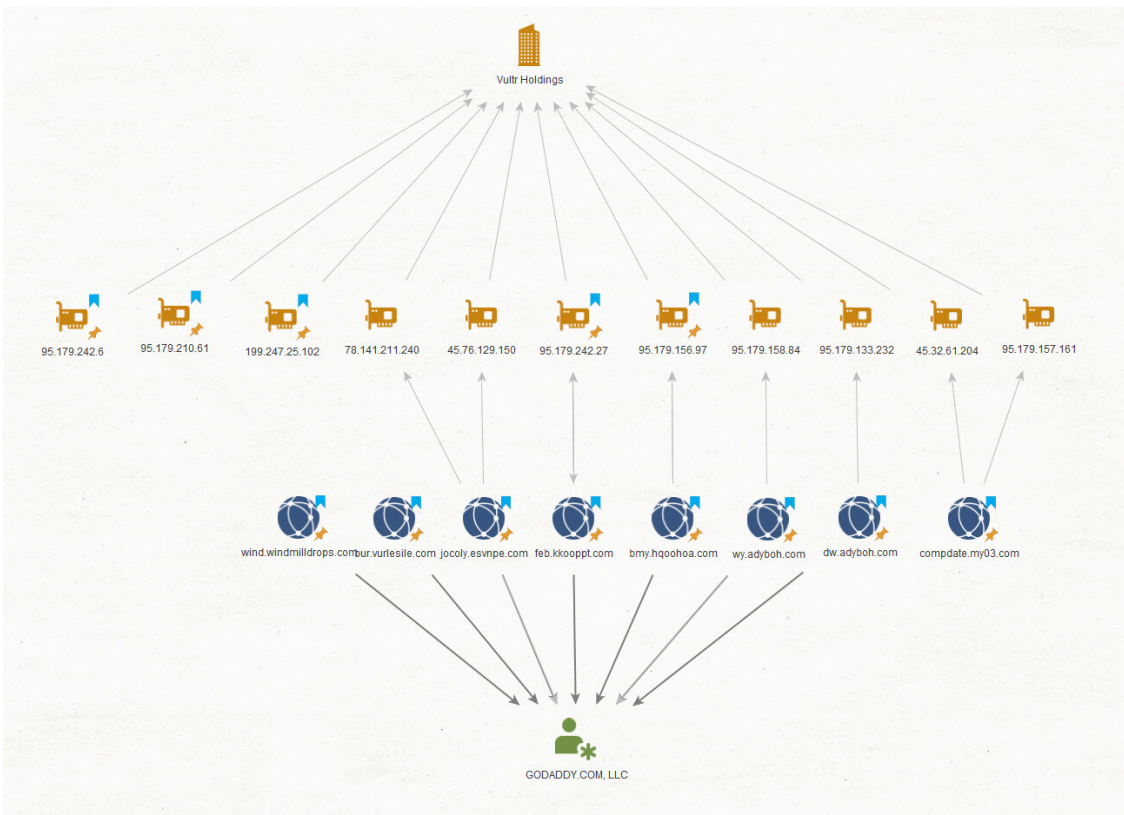 Vultr Holdings
95.179.242.6
95.179.210.61
199.247.25.102
78.141.211.240
45.76.129.150
95.179.242.27
95.179.156.97
95.179.158.84
95.179.133.232
45.32.61.204
95.179.157.161
wind.windmilldrops.com
bur.vurlesile.com
jocoly.esvnpe.com
feb.kkooppt.com
bmy.hqoohoa.com
wy.adyboh.com
dw.adyboh.com
compdate.my03.com
GODADDY.COM, LLC